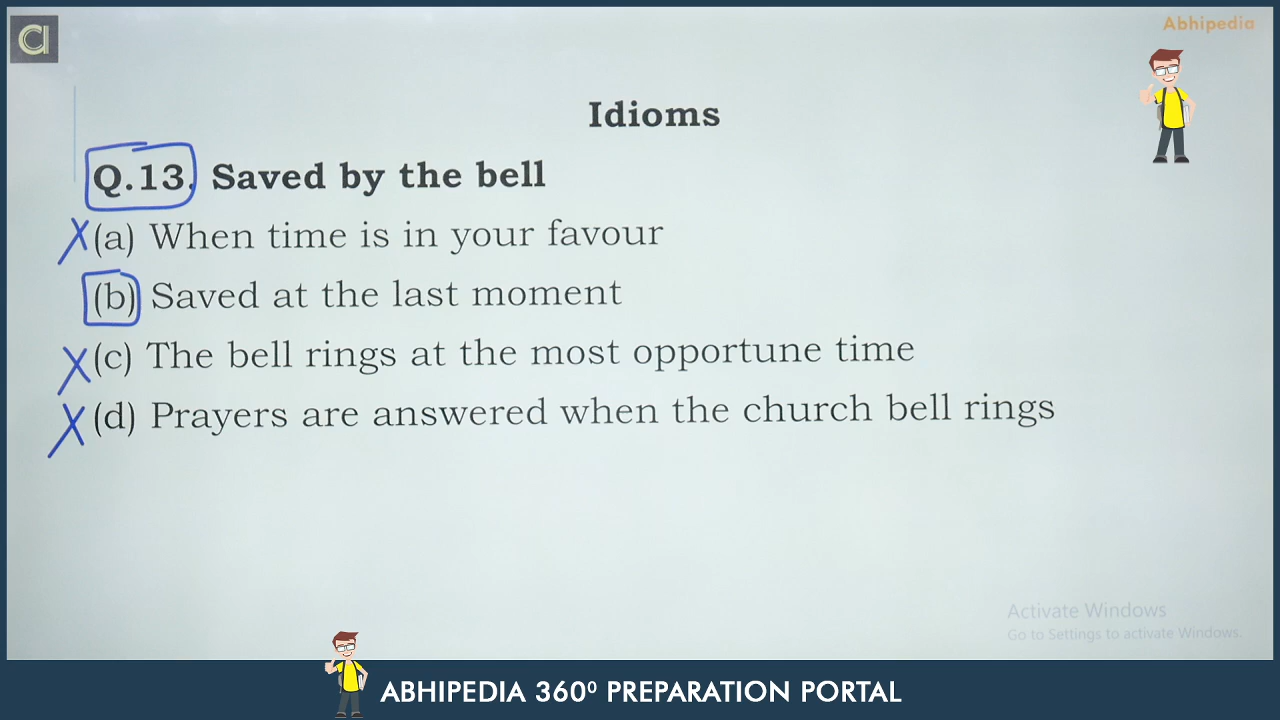 Abhipedia
Idioms
Q.13. Saved by the bell
(a) When time is in your favour
(b) Saved at the last moment
(c) The bell rings at the most opportune time
(d) Prayers are answered when the church bell rings
Activate Windows
Go to Settings to activate Windows.
ABHIPEDIA 360⁰ PREPARATION PORTAL